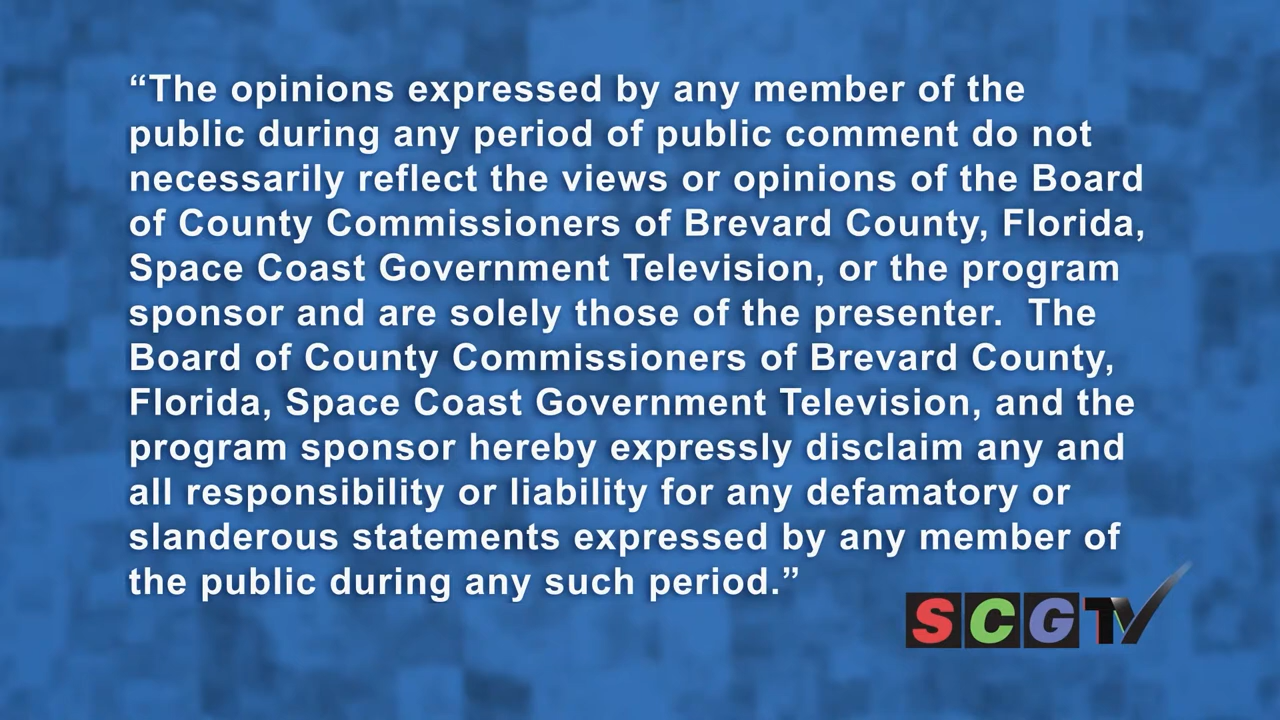 “The opinions expressed by any member of the
public during any period of public comment do not
necessarily reflect the views or opinions of the Board
of County Commissioners of Brevard County, Florida,
Space Coast Government Television, or the program
sponsor and are solely those of the presenter.  The
Board of County Commissioners of Brevard County,
Florida, Space Coast Government Television, and the
program sponsor hereby expressly disclaim any and
all responsibility or liability for any defamatory or
slanderous statements expressed by any member of
the public during any such period.”
SCGTV